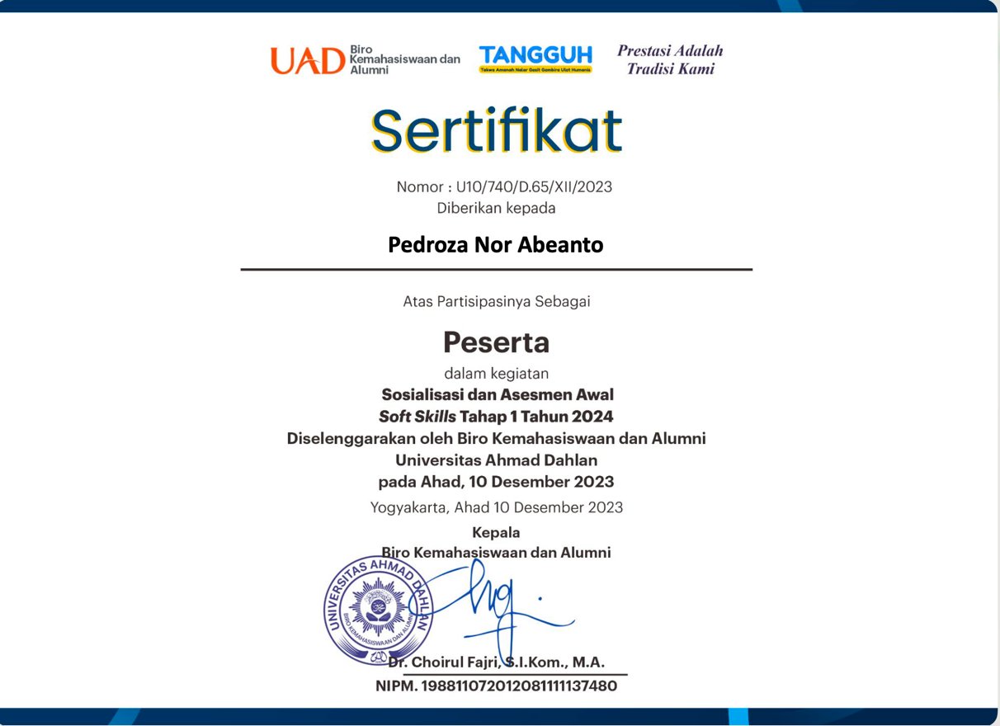 UAD Biro
Kemahasiswaan dan
Alumni
TANGGUH
Takwa Amanah Nalar Gesit Gembira Ulet Humanis
Prestasi Adalah
Tradisi Kami
Sertifikat
Nomor : U10/740/D.65/XII/2023
Diberikan kepada
Pedroza Nor Abeanto
Atas Partisipasinya Sebagai
Peserta
dalam kegiatan
Sosialisasi dan Asesmen Awal
Soft Skills Tahap 1 Tahun 2024
Diselenggarakan oleh Biro Kemahasiswaan dan Alumni
Universitas Ahmad Dahlan
pada Ahad, 10 Desember 2023
Yogyakarta, Ahad 10 Desember 2023
Kepala
Biro Kemahasiswaan dan Alumni
UNIVERSITAS AHMAD DAHLAN
BIRO KEMAHASISWAAN DAN ALUMNI
Dr. Choirul Fajri, S.I.Kom., M.A.
NIPM. 198811072012081111137480